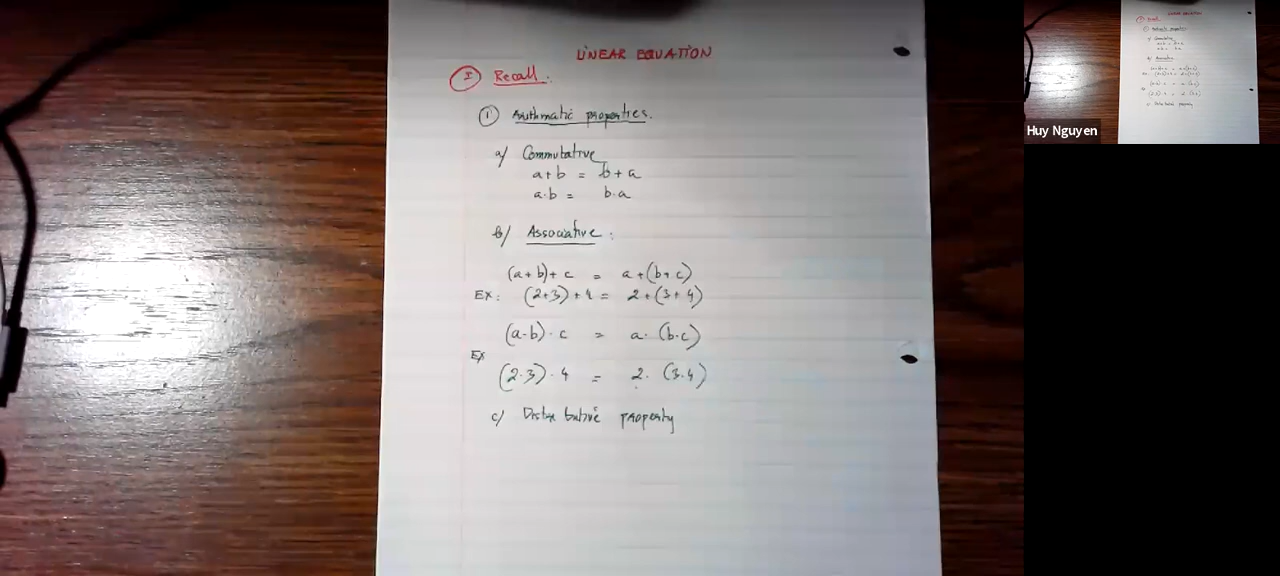 LINEAR EQUATION
I Recall.
1 Arithmatic properties.
a/ Commutative
a+b = b+a
a·b = b·a
b/ Associative:
(a+b)+c = a+(b+c)
EX: (2+3)+4 = 2+(3+4)
(a·b)·c = a·(b·c)
EX
(2·3)·4 = 2·(3·4)
c/ Distributive property
Huy Nguyen